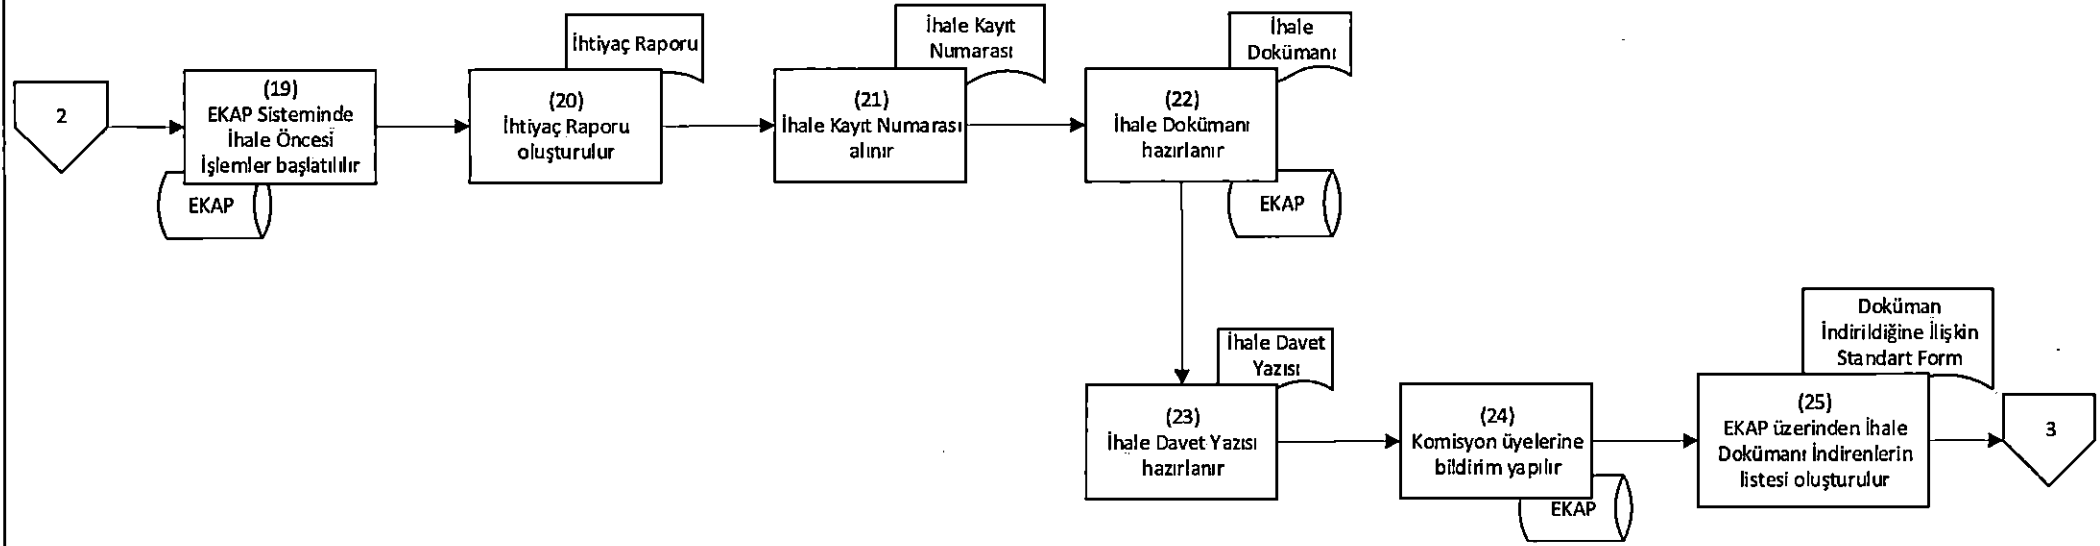 2
(19)
EKAP Sisteminde
İhale Öncesi
İşlemler başlatılılır
EKAP
İhtiyaç Raporu
(20)
İhtiyaç Raporu
oluşturulur
İhale Kayıt
Numarası
(21)
İhale Kayıt Numarası
alınır
İhale
Dokümanı
(22)
İhale Dokümanı
hazırlanır
EKAP
İhale Davet
Yazısı
(23)
İhale Davet Yazısı
hazırlanır
(24)
Komisyon üyelerine
bildirim yapılır
EKAP
Doküman
İndirildiğine İlişkin
Standart Form
(25)
EKAP üzerinden İhale
Dokümanı İndirenlerin
listesi oluşturulur
3